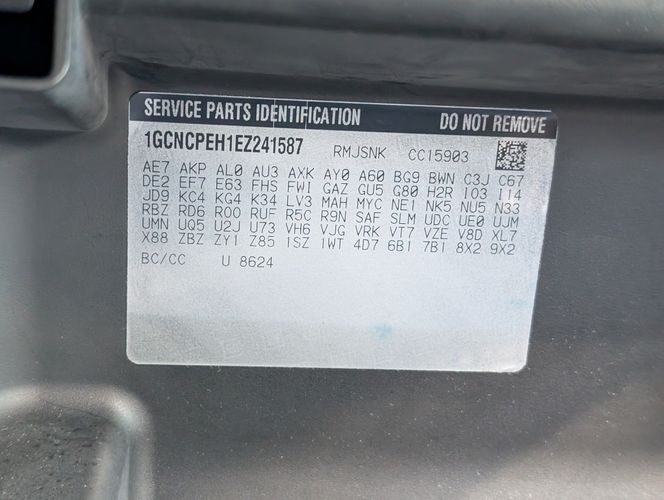 SERVICE PARTS IDENTIFICATION DO NOT REMOVE
1GCNCPEH1EZ241587 RMJSNK CC15903
AE7 AKP AL0 AU3 AXK AY0 A60 BG9 BWN C3J C67
DE2 EF7 E63 FHS FWI GAZ GU5 G80 H2R IO3 II4
JD9 KC4 KG4 K34 LV3 MAH MYC NE1 NK5 NU5 N33
RBZ RD6 R00 RUF R5C R9N SAF SLM UDC UE0 UJM
UMN UQ5 U2J U73 VH6 VJG VRK VT7 VZE V8D XL7
X88 ZBZ ZY1 Z85 1SZ 1WT 4D7 6B1 7B1 8X2 9X2
BC/CC U 8624